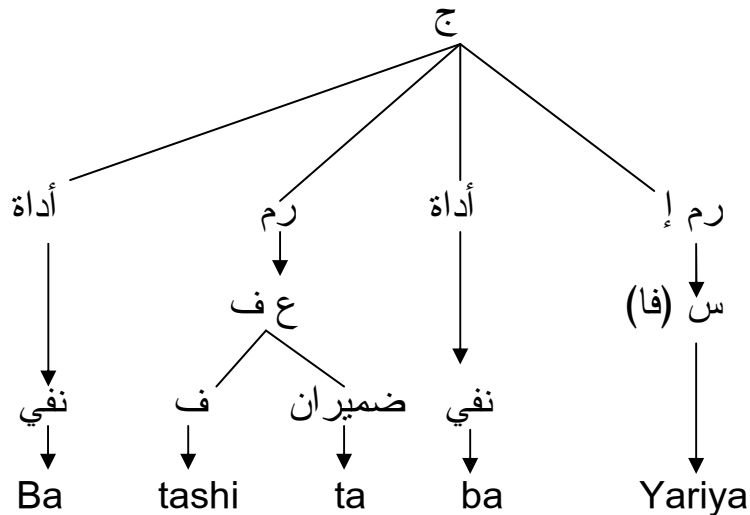 ج
رم إ أداة رم أداة
س (فا) ع ف
نفي ضميران ف نفي
Ba tashi ta ba Yariya